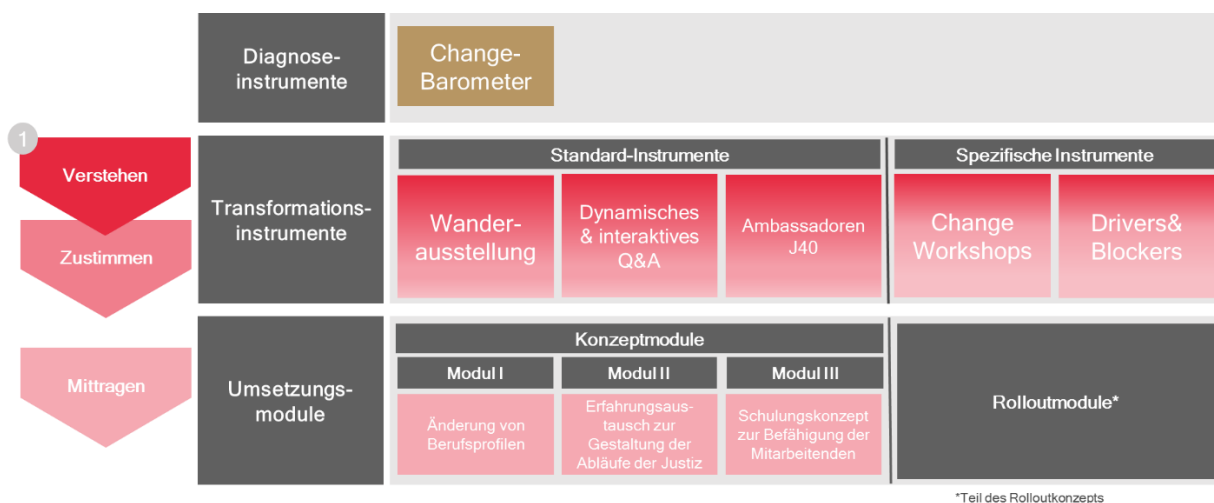 Diagnose-
instrumente
Change-
Barometer
1
Verstehen
Zustimmen
Mittragen
Transformations-
instrumente
Standard-Instrumente
Wander-
ausstellung
Dynamisches
& interaktives
Q&A
Ambassadoren
J40
Spezifische Instrumente
Change
Workshops
Drivers&
Blockers
Umsetzungs-
module
Konzeptmodule
Modul I
Änderung von
Berufsprofilen
Modul II
Erfahrungsaus-
tausch zur
Gestaltung der
Abläufe der Justiz
Modul III
Schulungskonzept
zur Befähigung der
Mitarbeitenden
Rolloutmodule*
*Teil des Rolloutkonzepts